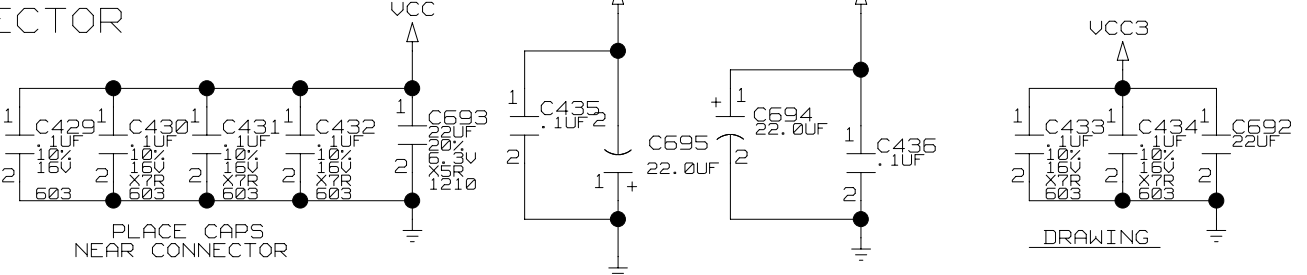 ECTOR
VCC
1
C429
.1UF
10%
16V
603
2
1
C430
.1UF
10%
16V
X7R
603
2
1
C431
.1UF
10%
16V
X7R
603
2
1
C432
.1UF
10%
16V
X7R
603
2
1
C693
22UF
20%
6.3V
X5R
1210
2
PLACE CAPS
NEAR CONNECTOR
1
C435
.1UF
2
2
C695
22.0UF
1
+
+
1
C694
22.0UF
2
1
C436
.1UF
2
VCC3
1
C433
.1UF
10%
16V
X7R
603
2
1
C434
.1UF
10%
16V
X7R
603
2
1
C692
22UF
2
DRAWING